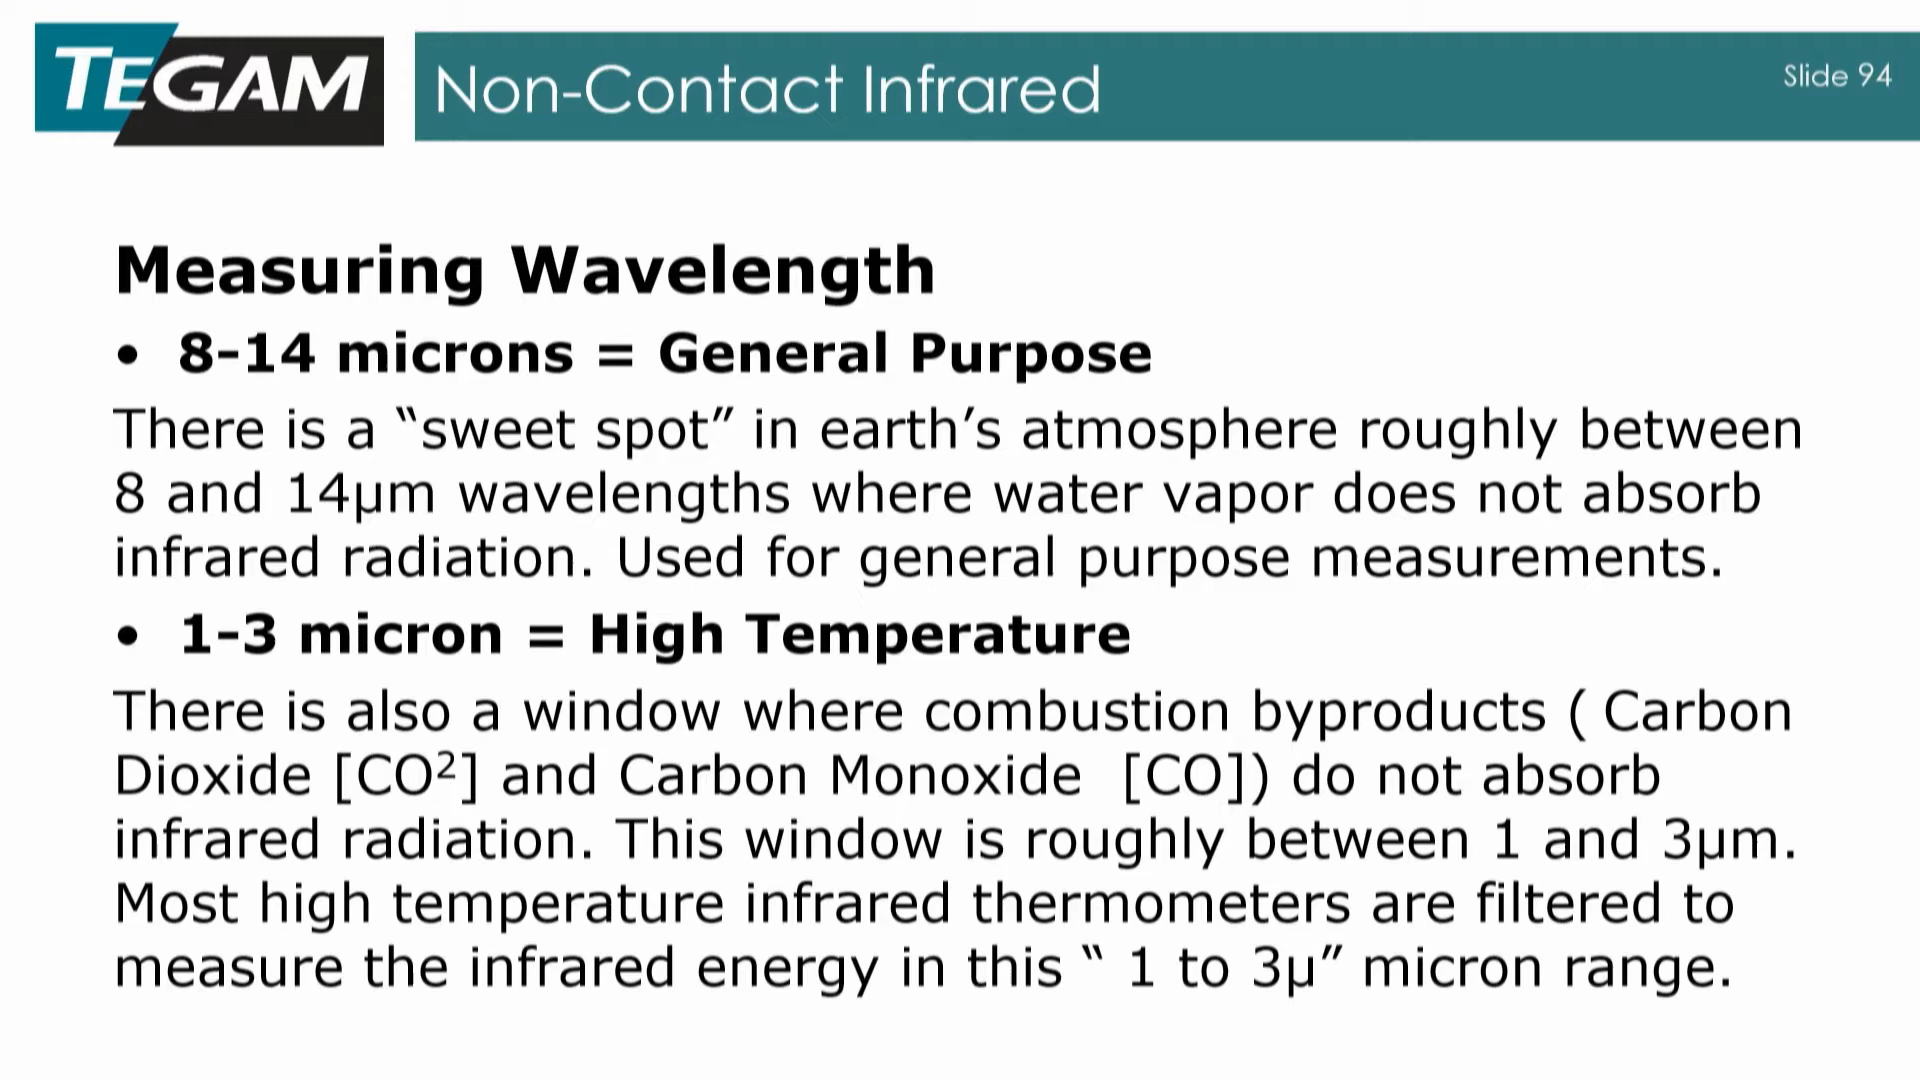 TEGAM
Non-Contact Infrared
Slide 94
Measuring Wavelength
• 8-14 microns = General Purpose
There is a “sweet spot” in earth’s atmosphere roughly between
8 and 14µm wavelengths where water vapor does not absorb
infrared radiation. Used for general purpose measurements.
• 1-3 micron = High Temperature
There is also a window where combustion byproducts ( Carbon
Dioxide [CO²] and Carbon Monoxide  [CO]) do not absorb
infrared radiation. This window is roughly between 1 and 3µm.
Most high temperature infrared thermometers are filtered to
measure the infrared energy in this “ 1 to 3µ” micron range.